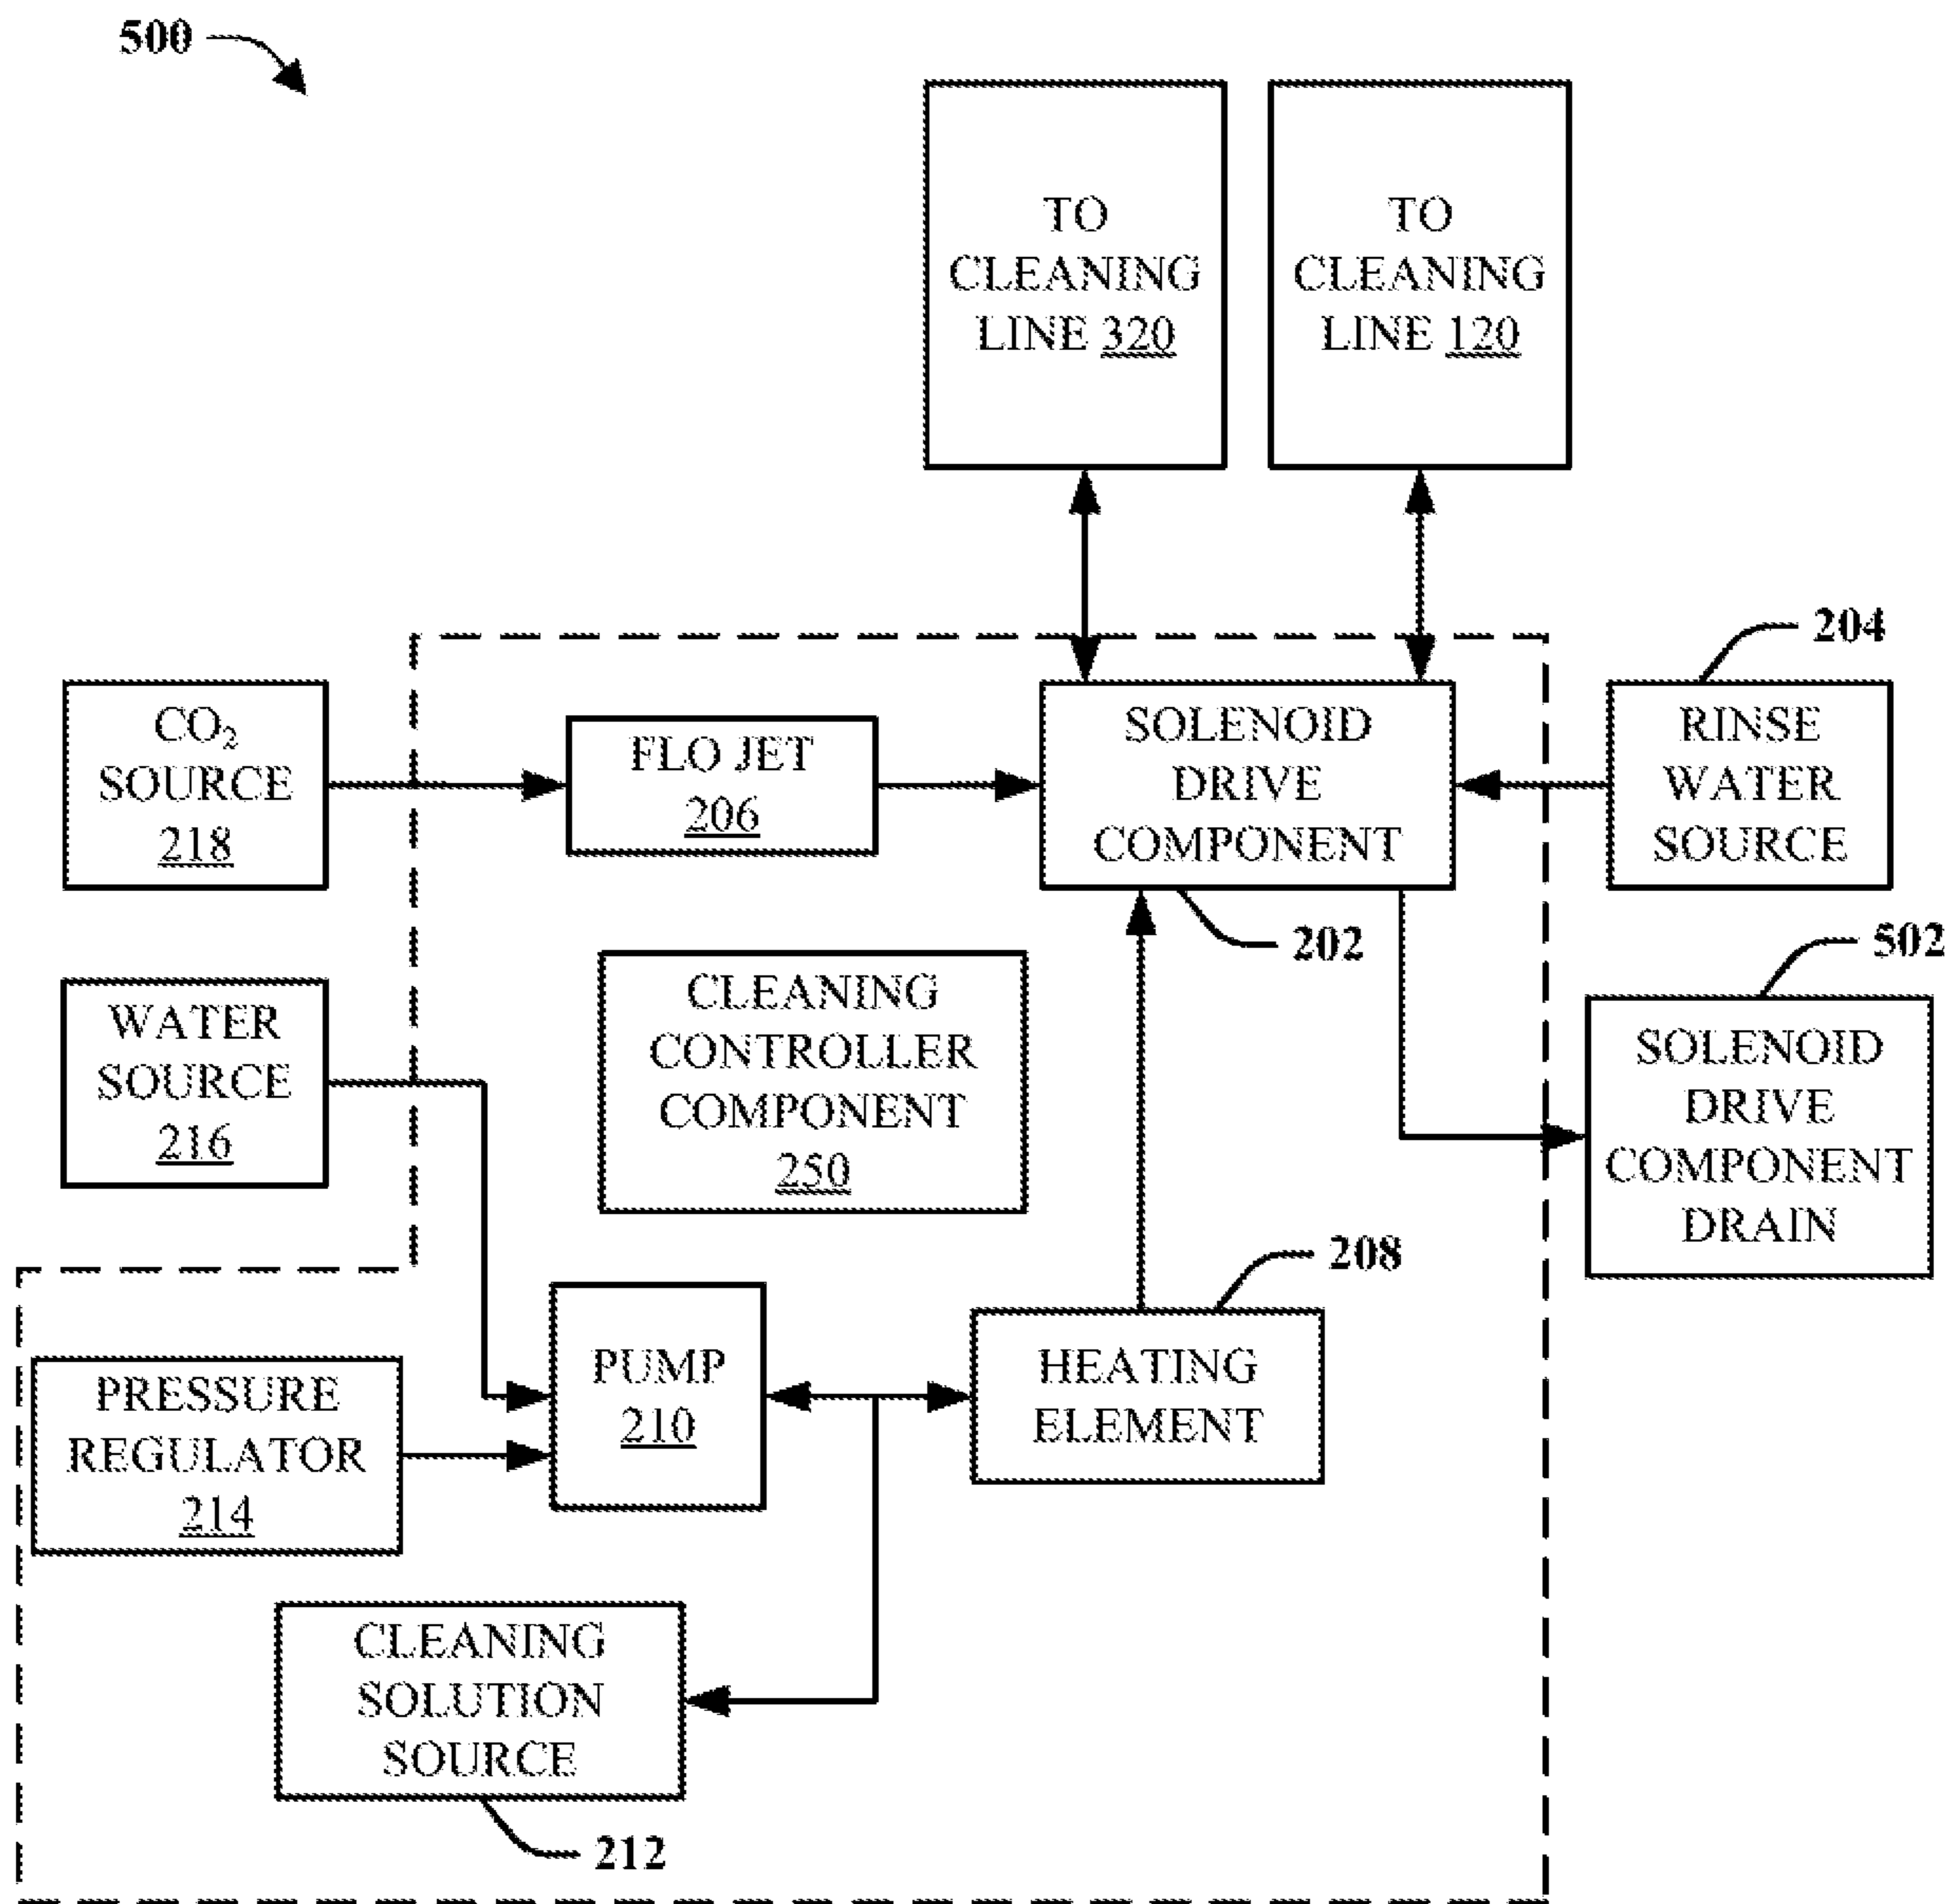 500
TO
CLEANING
LINE 320
TO
CLEANING
LINE 120
204
CO₂
SOURCE
218
FLO JET
206
SOLENOID
DRIVE
COMPONENT
RINSE
WATER
SOURCE
202
502
WATER
SOURCE
216
CLEANING
CONTROLLER
COMPONENT
250
SOLENOID
DRIVE
COMPONENT
DRAIN
208
PRESSURE
REGULATOR
214
PUMP
210
HEATING
ELEMENT
CLEANING
SOLUTION
SOURCE
212